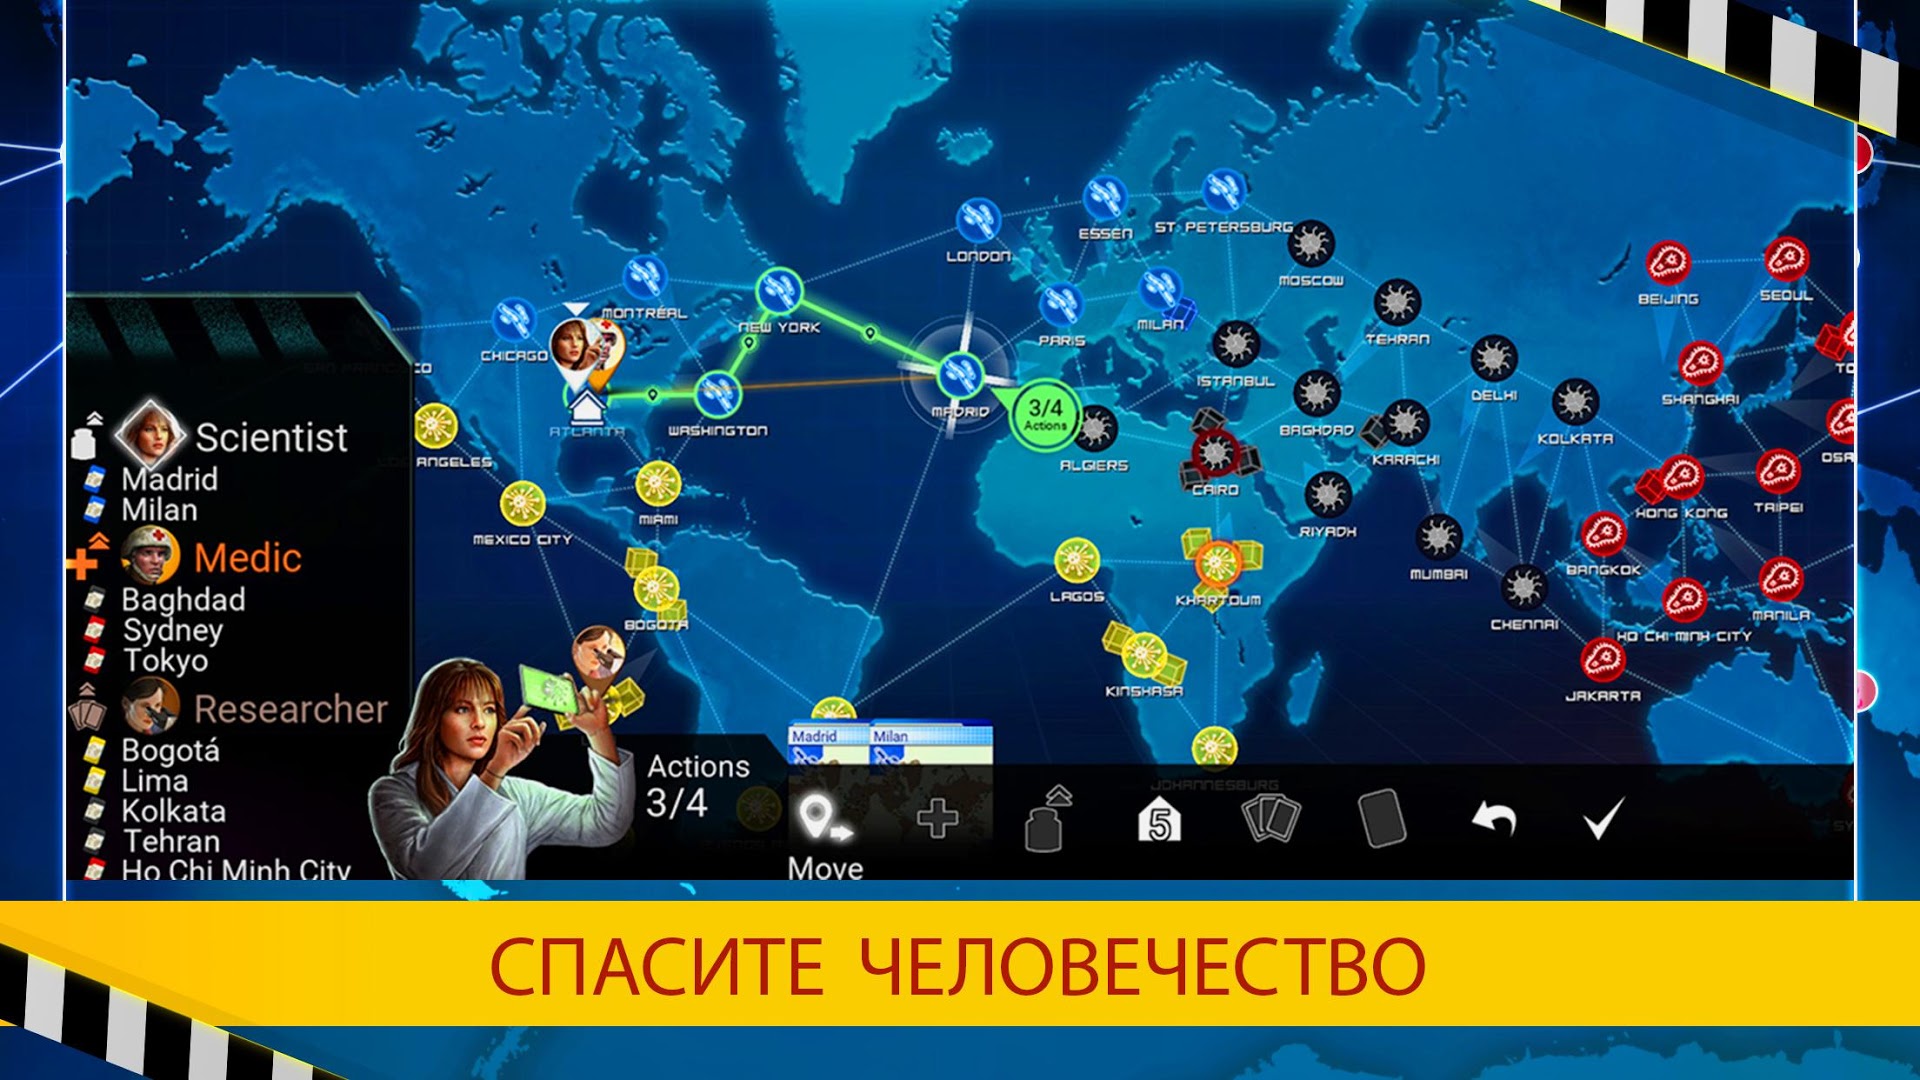 LONDON
ESSEN
ST. PETERSBURG
MOSCOW
MONTRÉAL
NEW YORK
CHICAGO
PARIS
MILAN
TEHRAN
BEIJING
SEOUL
ISTANBUL
DELHI
SHANGHAI
ATLANTA
WASHINGTON
MADRID
3/4
Actions
ALGIERS
BAGHDAD
KARACHI
KOLKATA
CAIRO
MIAMI
MEXICO CITY
RIYADH
HONG KONG
TAIPEI
MUMBAI
BANGKOK
LAGOS
KHARTOUM
BOGOTÁ
CHENNAI
HO CHI MINH CITY
MANILA
KINSHASA
JAKARTA
JOHANNESBURG
ANGELES
Scientist
Madrid
Milan
Medic
Baghdad
Sydney
Tokyo
Researcher
Bogotá
Lima
Kolkata
Tehran
Ho Chi Minh City
Actions
3/4
Madrid
Milan
5
Move
СПАСИТЕ ЧЕЛОВЕЧЕСТВО